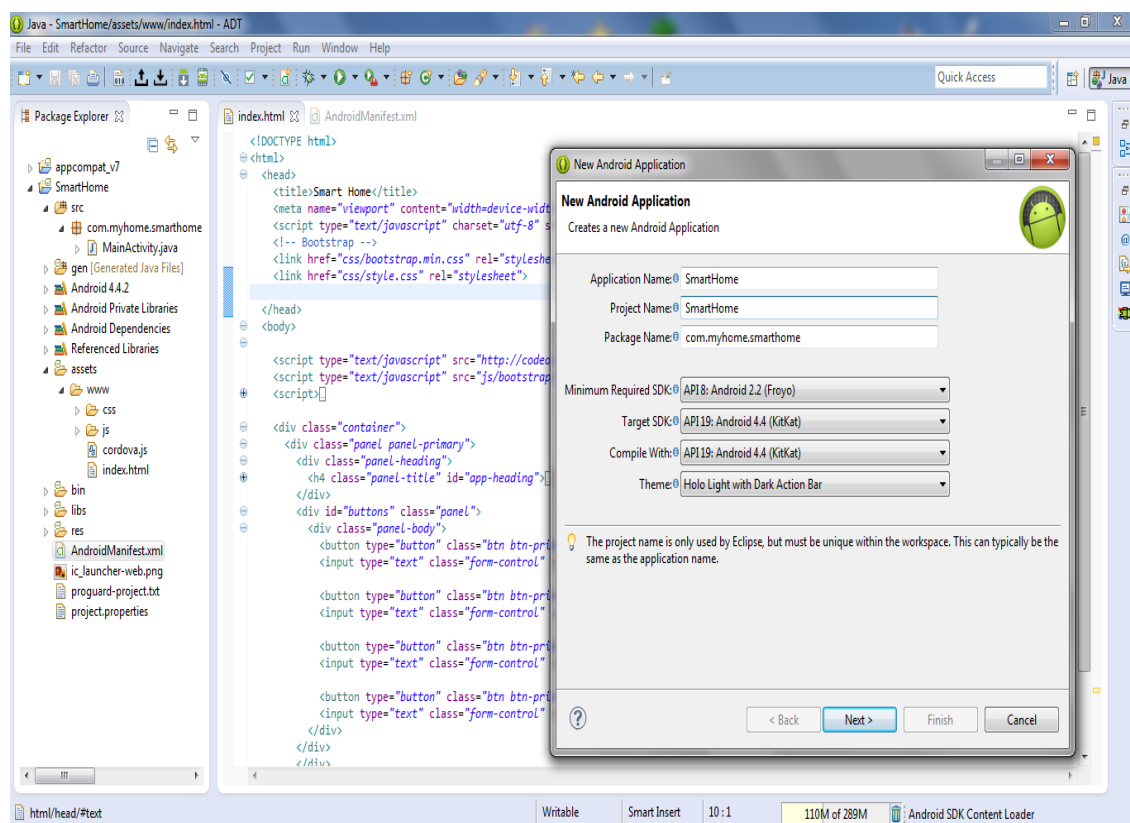 Java - SmartHome/assets/www/index.html - ADT
File Edit Refactor Source Navigate Search Project Run Window Help
Quick Access
Java
Package Explorer
appcompat_v7
SmartHome
src
com.myhome.smarthome
MainActivity.java
gen [Generated Java Files]
Android 4.4.2
Android Private Libraries
Android Dependencies
Referenced Libraries
assets
www
css
js
cordova.js
index.html
bin
libs
res
AndroidManifest.xml
ic_launcher-web.png
proguard-project.txt
project.properties
index.html
AndroidManifest.xml
<!DOCTYPE html>
<html>
<head>
<title>Smart Home</title>
<meta name="viewport" content="width=device-widt
<script type="text/javascript" charset="utf-8" s
<!-- Bootstrap -->
<link href="css/bootstrap.min.css" rel="styleshe
<link href="css/style.css" rel="stylesheet">
</head>
<body>
<script type="text/javascript" src="http://codeo
<script type="text/javascript" src="js/bootstrap
<script>
<div class="container">
<div class="panel panel-primary">
<div class="panel-heading">
<h4 class="panel-title" id="app-heading">
</div>
<div id="buttons" class="panel">
<div class="panel-body">
<button type="button" class="btn btn-pri
<input type="text" class="form-control"
<button type="button" class="btn btn-pri
<input type="text" class="form-control"
<button type="button" class="btn btn-pri
<input type="text" class="form-control"
<button type="button" class="btn btn-pri
<input type="text" class="form-control"
</div>
</div>
</div>
New Android Application
New Android Application
Creates a new Android Application
Application Name: SmartHome
Project Name: SmartHome
Package Name: com.myhome.smarthome
Minimum Required SDK: API 8: Android 2.2 (Froyo)
Target SDK: API 19: Android 4.4 (KitKat)
Compile With: API 19: Android 4.4 (KitKat)
Theme: Holo Light with Dark Action Bar
The project name is only used by Eclipse, but must be unique within the workspace. This can typically be the
same as the application name.
< Back Next > Finish Cancel
html/head/#text Writable Smart Insert 10 : 1 110M of 289M Android SDK Content Loader